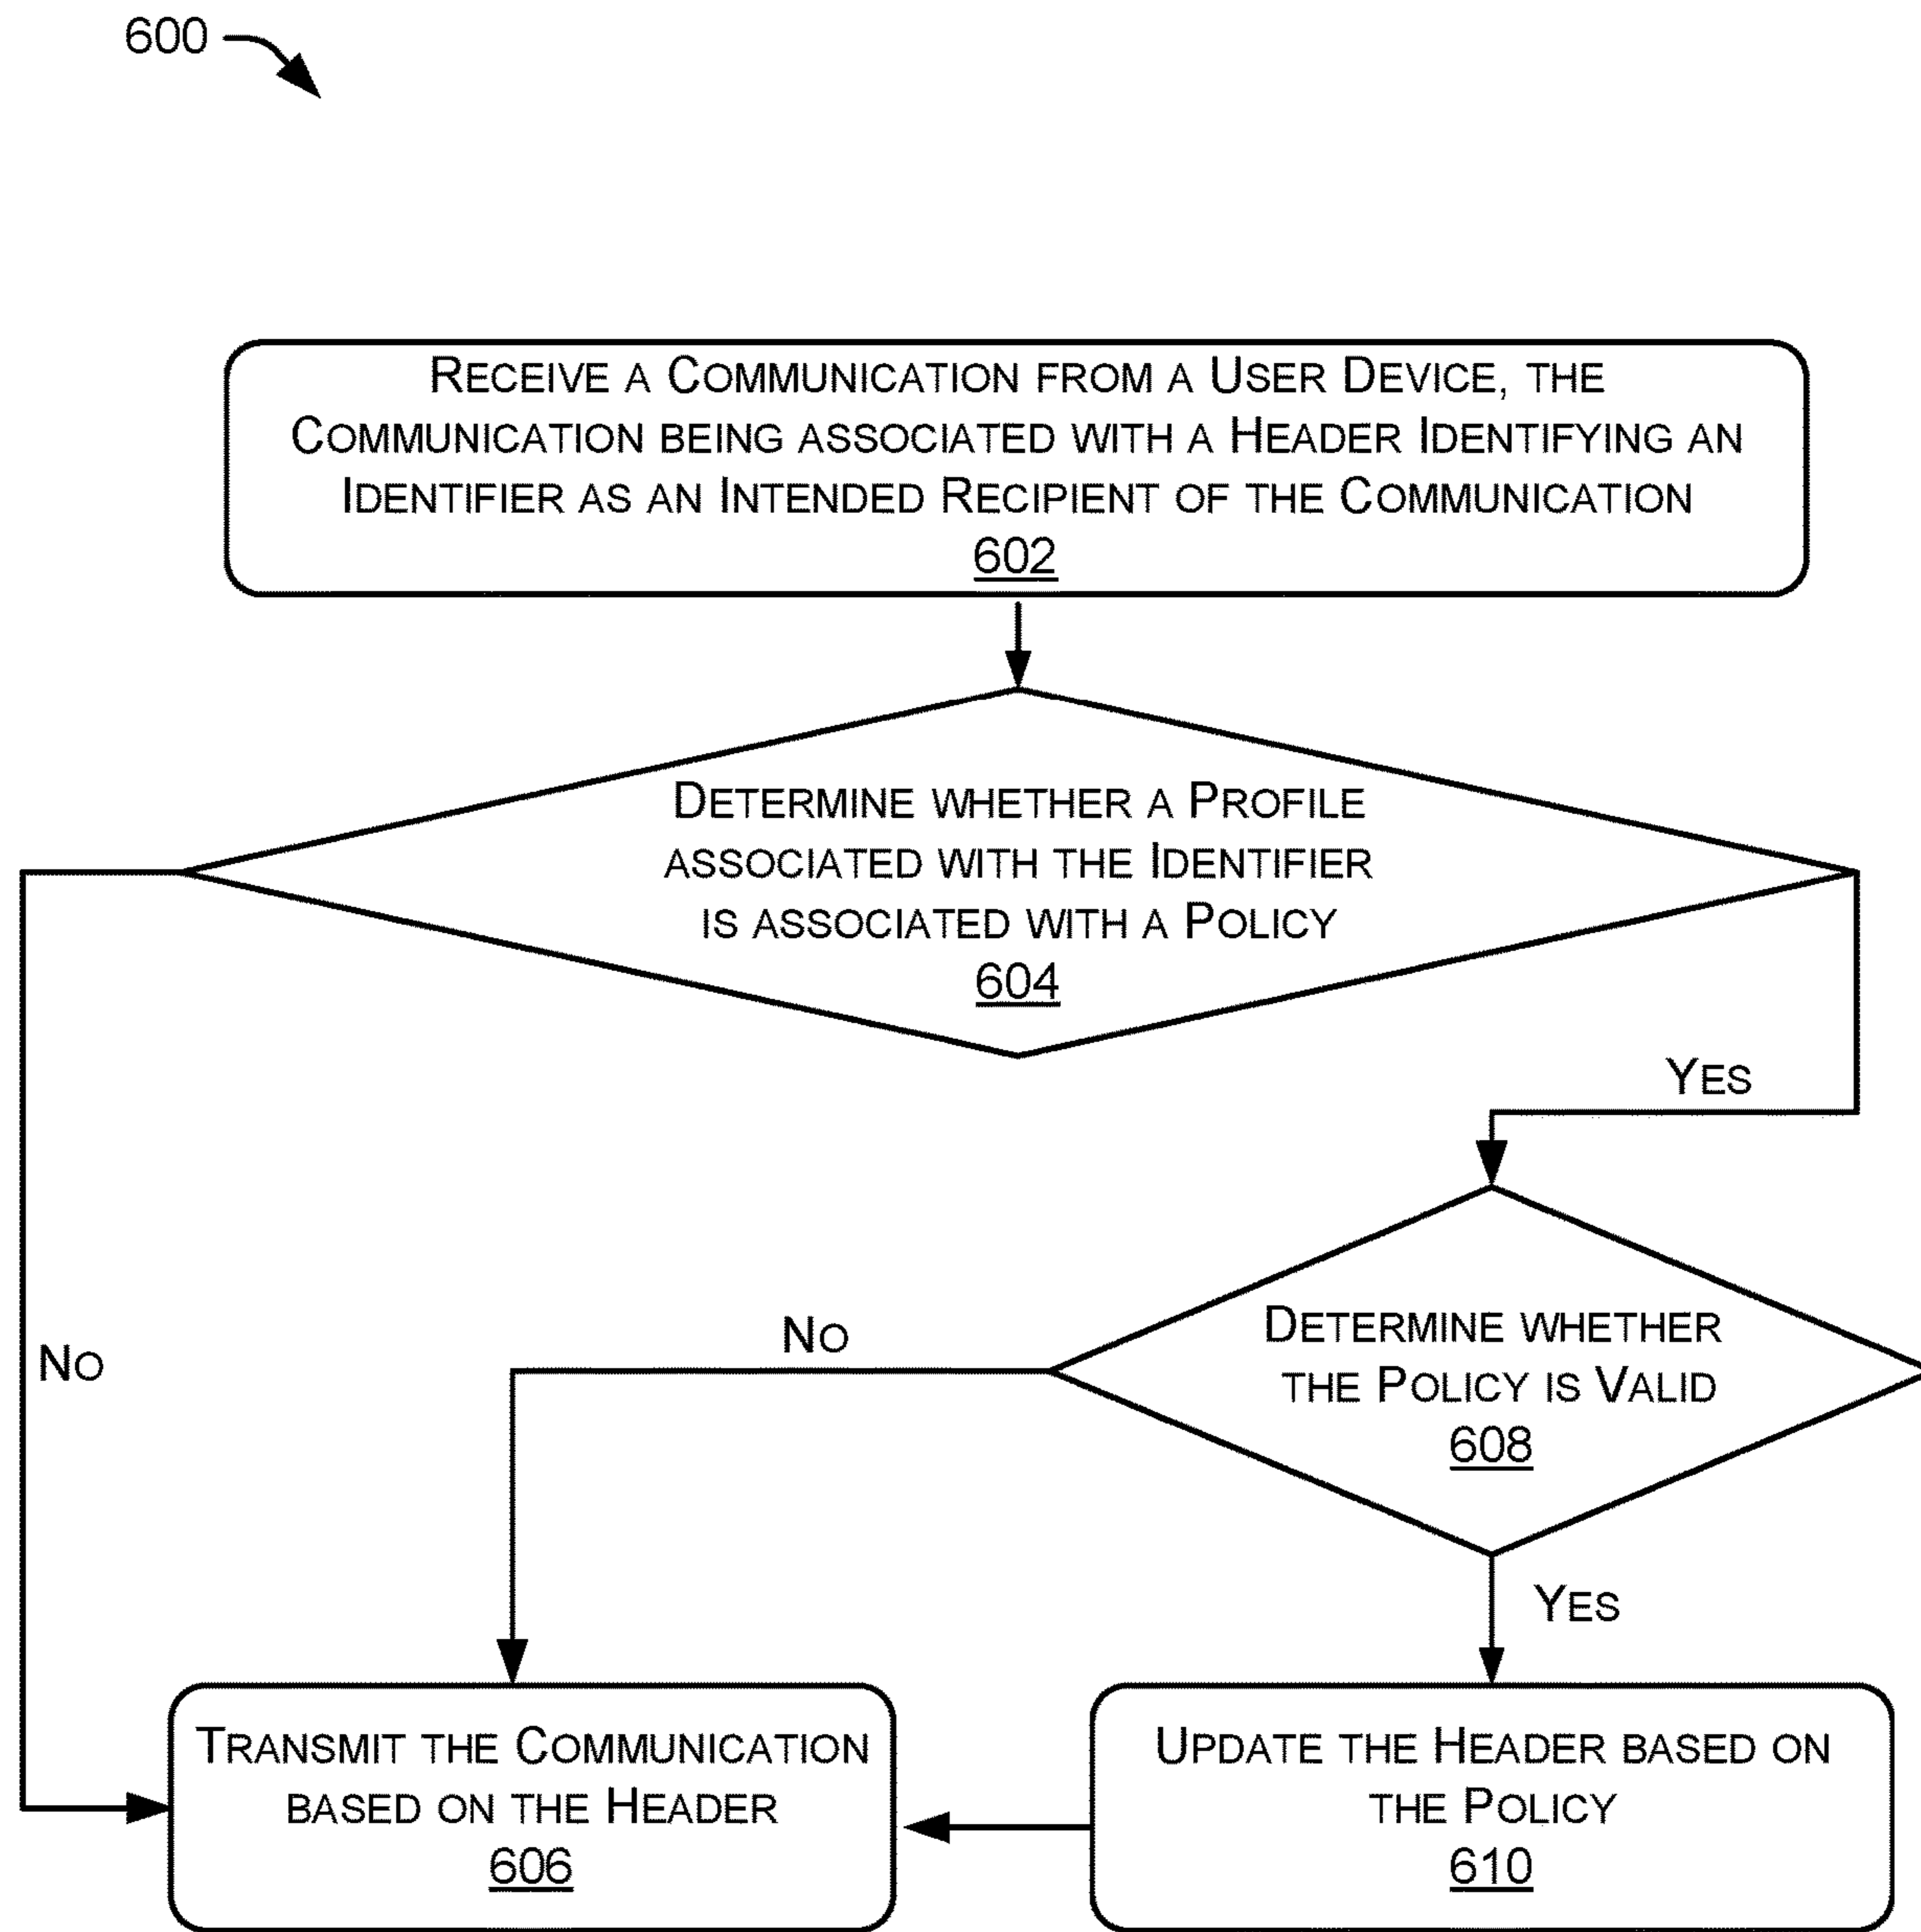 600
RECEIVE A COMMUNICATION FROM A USER DEVICE, THE
COMMUNICATION BEING ASSOCIATED WITH A HEADER IDENTIFYING AN
IDENTIFIER AS AN INTENDED RECIPIENT OF THE COMMUNICATION
602
DETERMINE WHETHER A PROFILE
ASSOCIATED WITH THE IDENTIFIER
IS ASSOCIATED WITH A POLICY
604
YES
NO
NO
DETERMINE WHETHER
THE POLICY IS VALID
608
YES
TRANSMIT THE COMMUNICATION
BASED ON THE HEADER
606
UPDATE THE HEADER BASED ON
THE POLICY
610